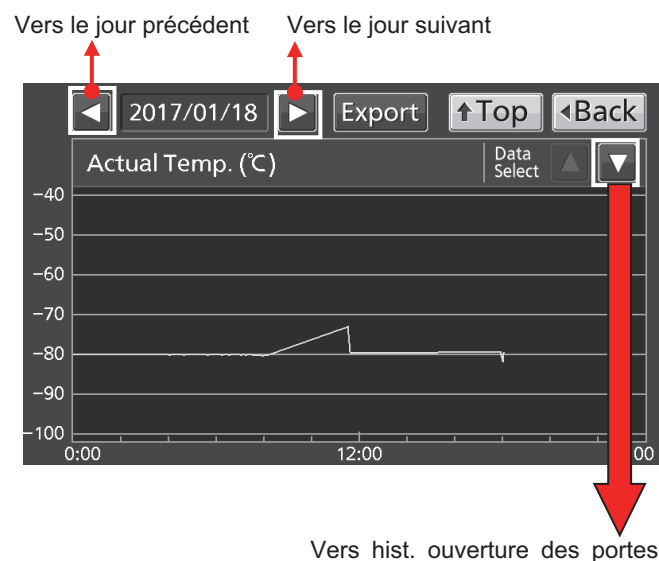 Vers le jour précédent Vers le jour suivant
◀ 2017/01/18 ▶ Export ↑Top ◂Back
Actual Temp. (℃) Data Select ▲ ▼
−40
−50
−60
−70
−80
−90
−100
0:00 12:00 00
Vers hist. ouverture des portes